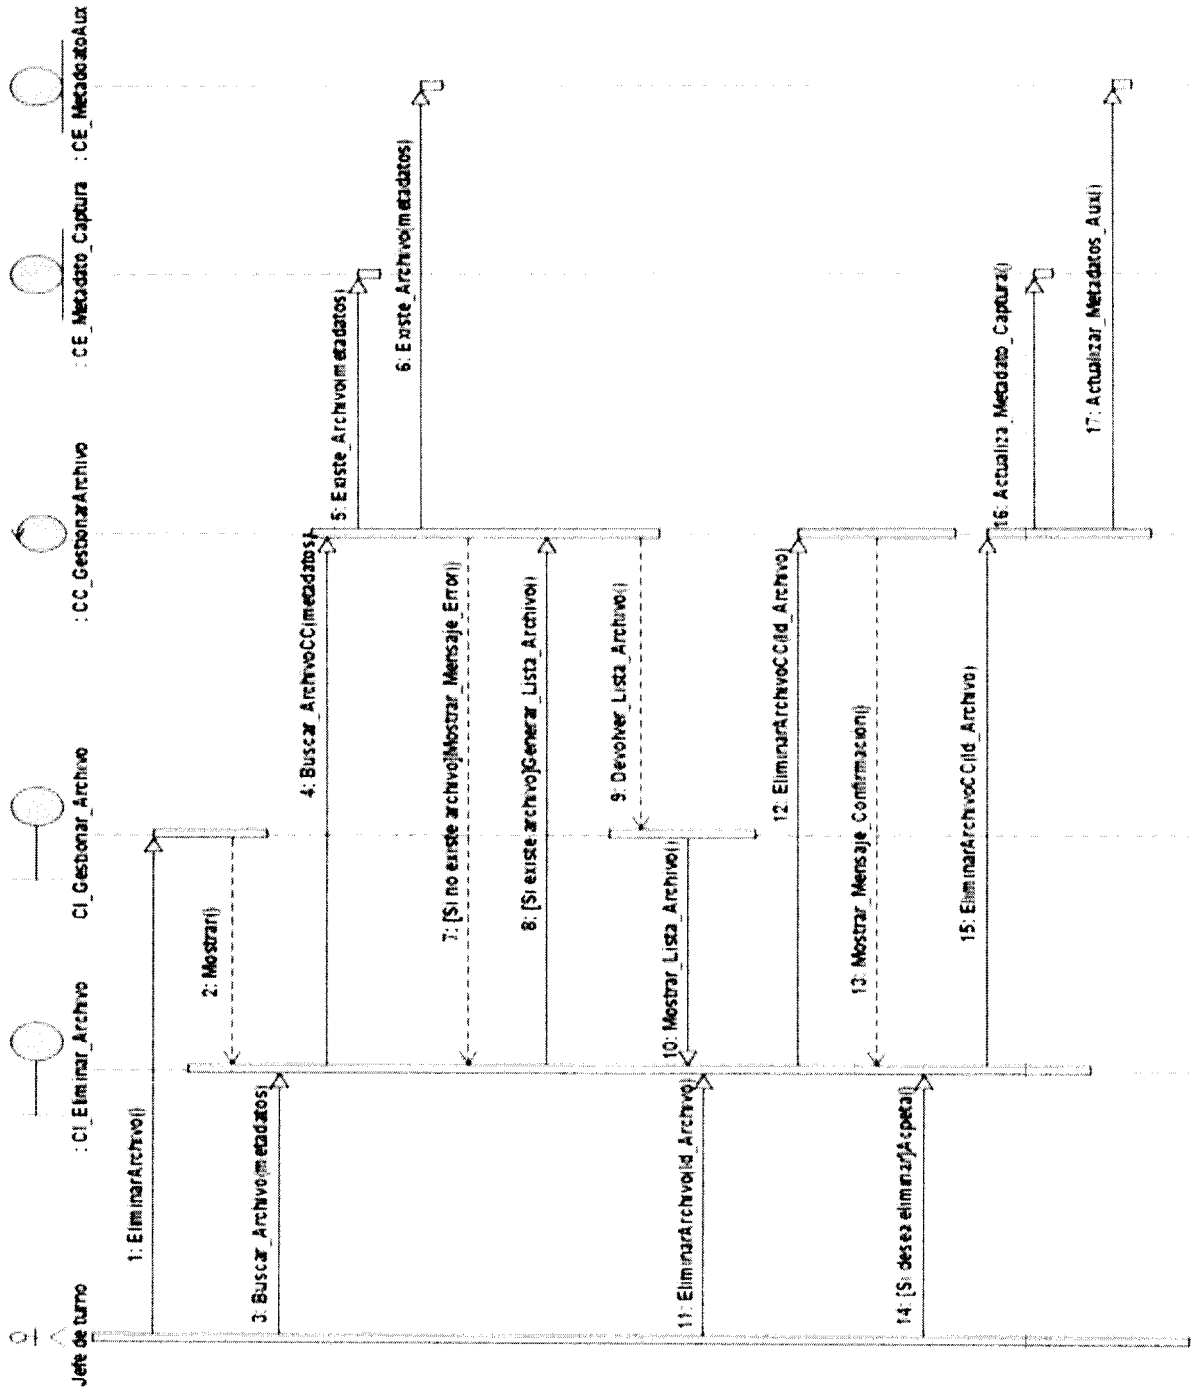 Jefe de turno
: CI_Eliminar_Archivo
CI_Gestionar_Archivo
: CC_GestionarArchivo
: CE_Metadato_Captura
: CE_MetadatoAux
1: EliminarArchivo()
2: Mostrar()
3: Buscar_Archivo(metadatos)
4: Buscar_ArchivoCC(metadatos)
5: Existe_Archivo(metadatos)
6: Existe_Archivo(metadatos)
7: [Si no existe archivo]Mostrar_Mensaje_Error()
8: [Si existe archivo]Generar_Lista_Archivo()
9: Devolver_Lista_Archivo()
10: Mostrar_Lista_Archivo()
11: EliminarArchivo(Id_Archivo)
12: EliminarArchivoCC(Id_Archivo)
13: Mostrar_Mensaje_Confirmacion()
14: [Si desea eliminar]Acpeta()
15: EliminarArchivoCC(Id_Archivo)
16: Actualiza_Metadato_Captura()
17: Actualizar_Metadatos_Aux()